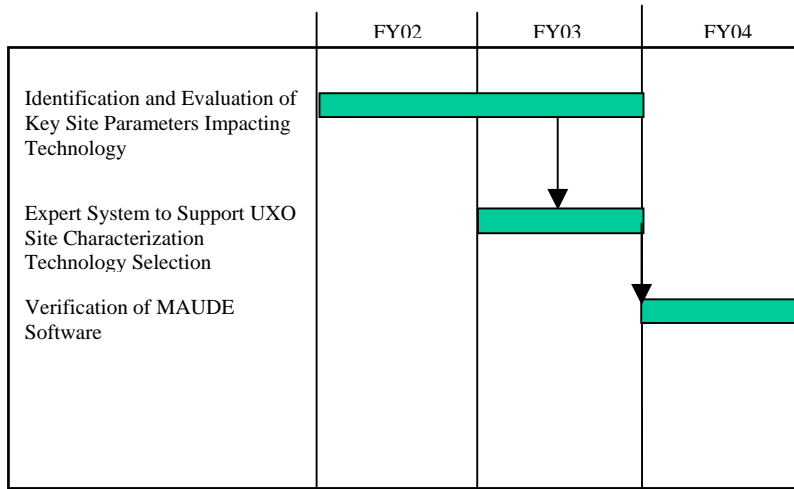 FY02 FY03 FY04
Identification and Evaluation of
Key Site Parameters Impacting
Technology
Expert System to Support UXO
Site Characterization
Technology Selection
Verification of MAUDE
Software